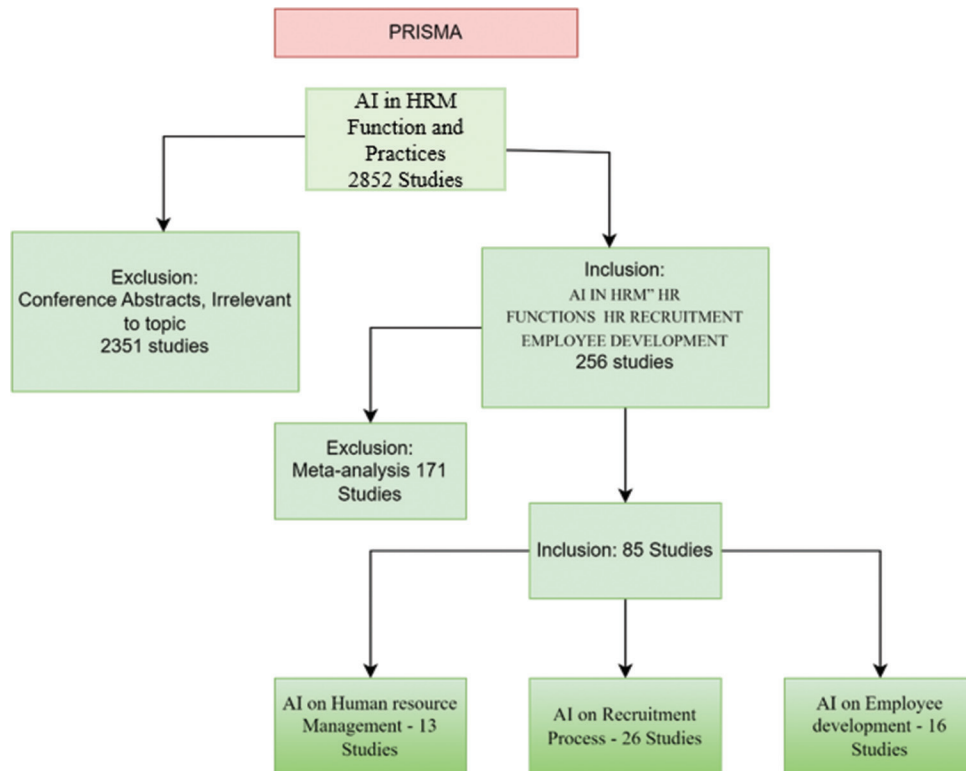 PRISMA
AI in HRM
Function and
Practices
2852 Studies
Exclusion:
Conference Abstracts, Irrelevant
to topic
2351 studies
Inclusion:
AI IN HRM” HR
FUNCTIONS HR RECRUITMENT
EMPLOYEE DEVELOPMENT
256 studies
Exclusion:
Meta-analysis 171
Studies
Inclusion: 85 Studies
AI on Human resource
Management - 13
Studies
AI on Recruitment
Process - 26 Studies
AI on Employee
development - 16
Studies